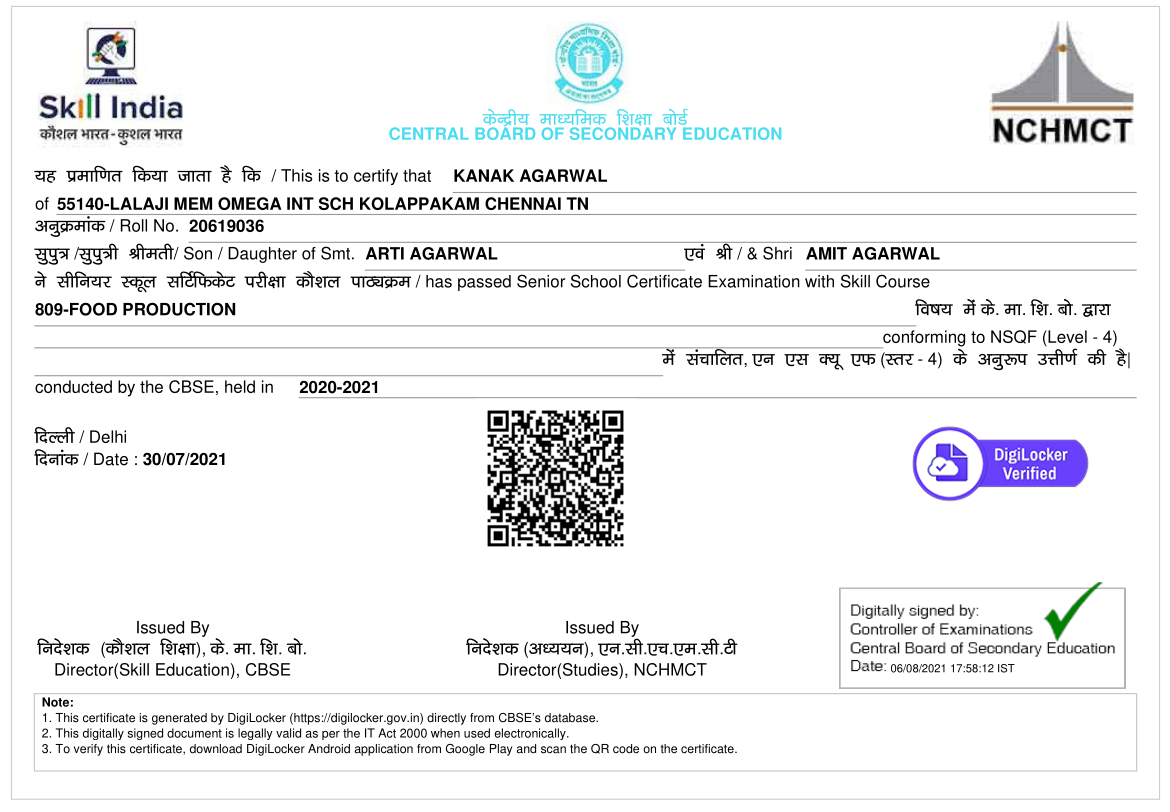 Skill India
कौशल भारत-कुशल भारत
NCHMCT
केन्द्रीय माध्यमिक शिक्षा बोर्ड
CENTRAL BOARD OF SECONDARY EDUCATION
यह प्रमाणित किया जाता है कि / This is to certify that KANAK AGARWAL
of 55140-LALAJI MEM OMEGA INT SCH KOLAPPAKAM CHENNAI TN
अनुक्रमांक / Roll No. 20619036
सुपुत्र /सुपुत्री श्रीमती/ Son / Daughter of Smt. ARTI AGARWAL एवं श्री / & Shri AMIT AGARWAL
ने सीनियर स्कूल सर्टिफिकेट परीक्षा कौशल पाठ्यक्रम / has passed Senior School Certificate Examination with Skill Course
809-FOOD PRODUCTION विषय में के. मा. शि. बो. द्वारा
conforming to NSQF (Level - 4)
में संचालित, एन एस क्यू एफ (स्तर - 4) के अनुरूप उत्तीर्ण की है|
conducted by the CBSE, held in 2020-2021
दिल्ली / Delhi
दिनांक / Date : 30/07/2021
DigiLocker
Verified
Issued By
निदेशक (कौशल शिक्षा), के. मा. शि. बो.
Director(Skill Education), CBSE
Issued By
निदेशक (अध्ययन), एन.सी.एच.एम.सी.टी
Director(Studies), NCHMCT
Digitally signed by:
Controller of Examinations
Central Board of Secondary Education
Date: 06/08/2021 17:58:12 IST
Note:
1. This certificate is generated by DigiLocker (https://digilocker.gov.in) directly from CBSE's database.
2. This digitally signed document is legally valid as per the IT Act 2000 when used electronically.
3. To verify this certificate, download DigiLocker Android application from Google Play and scan the QR code on the certificate.